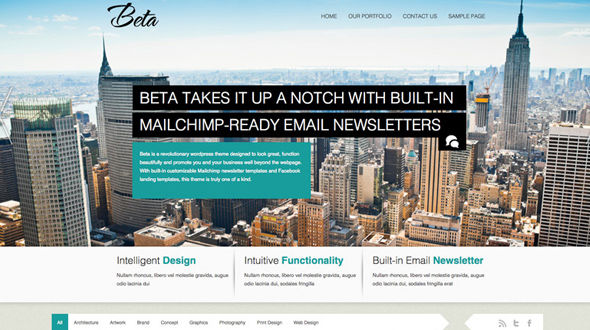 Beta
HOME OUR PORTFOLIO CONTACT US SAMPLE PAGE
BETA TAKES IT UP A NOTCH WITH BUILT-IN
MAILCHIMP-READY EMAIL NEWSLETTERS
Beta is a revolutionary wordpress theme designed to look great, function
beautifully and promote you and your business well beyond the webpage.
With built-in customizable Mailchimp newsletter templates and Facebook
landing templates, this theme is truly one of a kind.
Intelligent Design
Nullam rhoncus, libero vel molestie gravida, augue
odio lacinia dui
Intuitive Functionality
Nullam rhoncus, libero vel molestie gravida, augue
odio lacinia dui, sodales fringilla
Built-in Email Newsletter
Nullam rhoncus, libero vel molestie gravida, augue
odio lacinia dui, sodales fringilla erat
All Architecture Artwork Brand Concept Graphics Photography Print Design Web Design